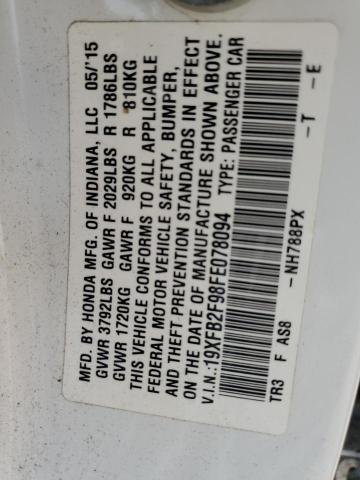 MFD. BY HONDA MFG. OF INDIANA, LLC 05/'15
GVWR 3792LBS GAWR F 2029LBS R 1786LBS
GVWR 1720KG GAWR F 920KG R 810KG
THIS VEHICLE CONFORMS TO ALL APPLICABLE
FEDERAL MOTOR VEHICLE SAFETY, BUMPER,
AND THEFT PREVENTION STANDARDS IN EFFECT
ON THE DATE OF MANUFACTURE SHOWN ABOVE.
V.I.N.:19XFB2F98FE078094 TYPE: PASSENGER CAR
TR3 F AS8 -NH788PX -T -E